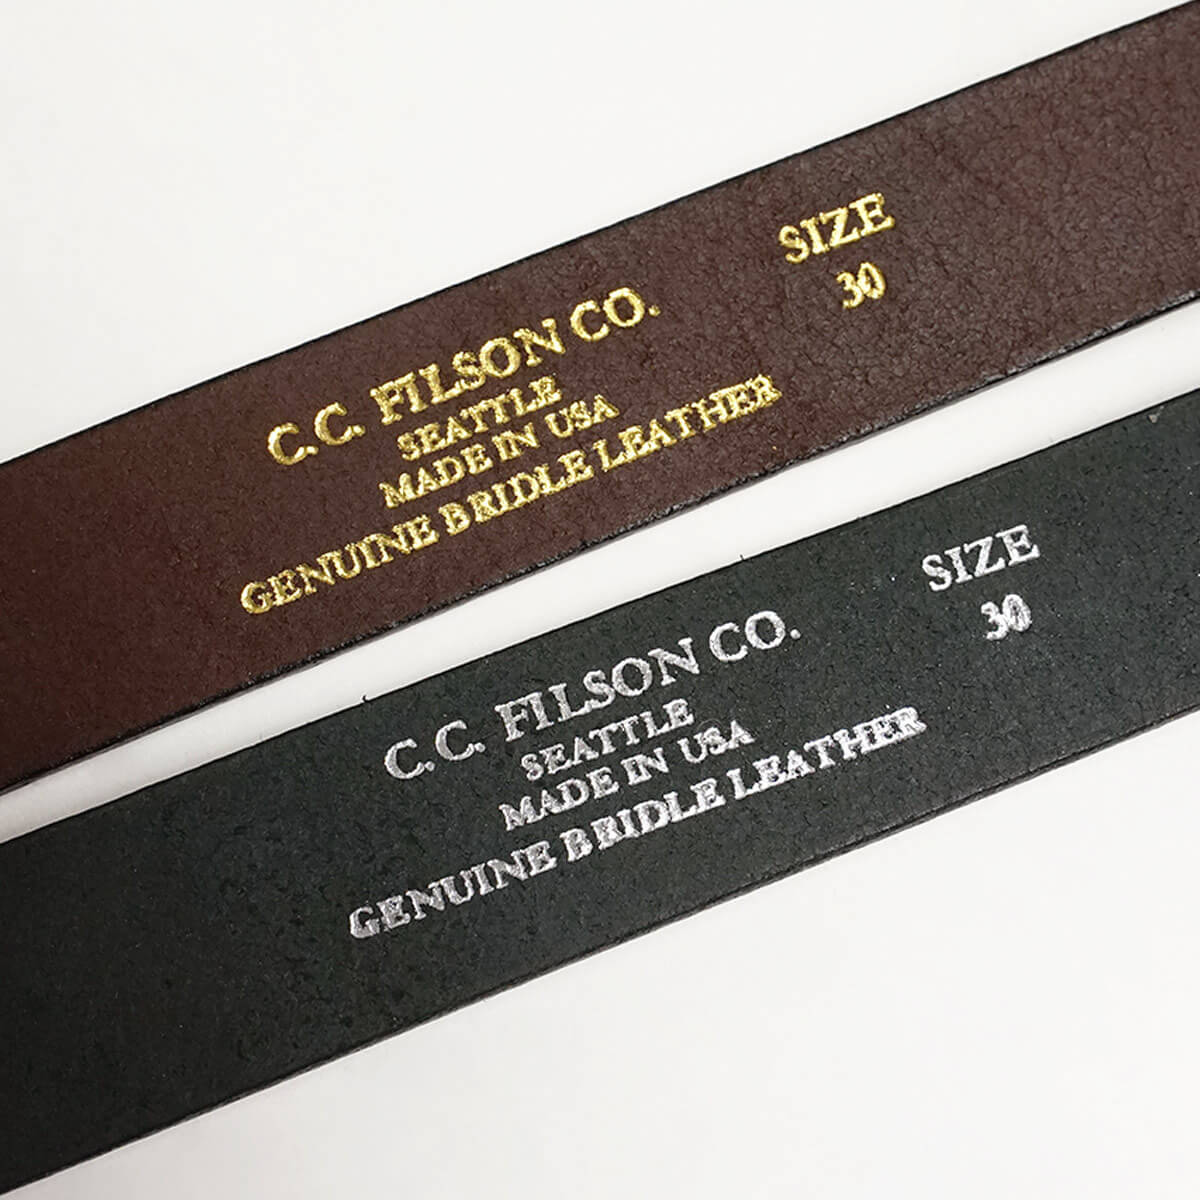 C.C. FILSON CO.
SEATTLE
MADE IN USA
GENUINE BRIDLE LEATHER
SIZE
30
C.C. FILSON CO.
SEATTLE
MADE IN USA
GENUINE BRIDLE LEATHER
SIZE
30